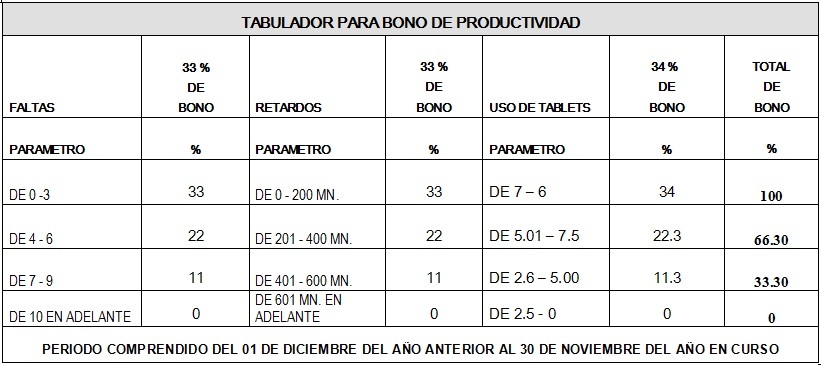 TABULADOR PARA BONO DE PRODUCTIVIDAD
FALTAS 33 % DE BONO RETARDOS 33 % DE BONO USO DE TABLETS 34 % DE BONO TOTAL DE BONO
PARAMETRO % PARAMETRO % PARAMETRO % %
DE 0 -3 33 DE 0 - 200 MN. 33 DE 7 – 6 34 100
DE 4 - 6 22 DE 201 - 400 MN. 22 DE 5.01 – 7.5 22.3 66.30
DE 7 - 9 11 DE 401 - 600 MN. 11 DE 2.6 – 5.00 11.3 33.30
DE 10 EN ADELANTE 0 DE 601 MN. EN ADELANTE 0 DE 2.5 - 0 0 0
PERIODO COMPRENDIDO DEL 01 DE DICIEMBRE DEL AÑO ANTERIOR AL 30 DE NOVIEMBRE DEL AÑO EN CURSO